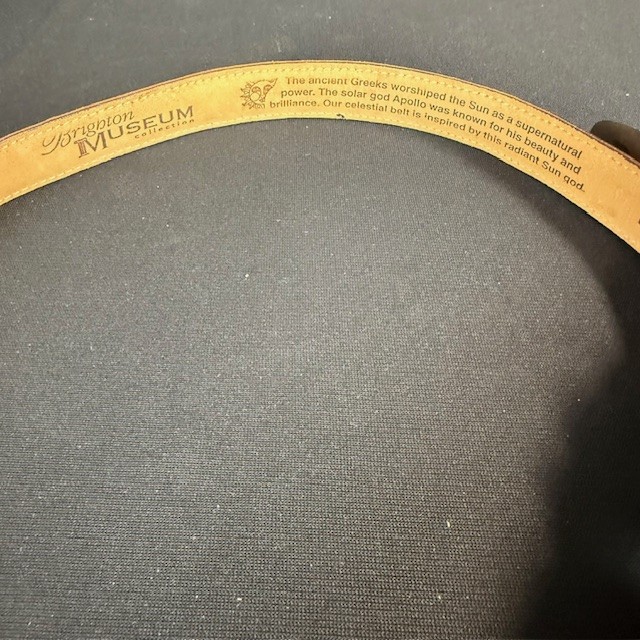 Brighton
MUSEUM
collection
The ancient Greeks worshiped the Sun as a supernatural
power. The solar god Apollo was known for his beauty and
brilliance. Our celestial belt is inspired by this radiant Sun god.